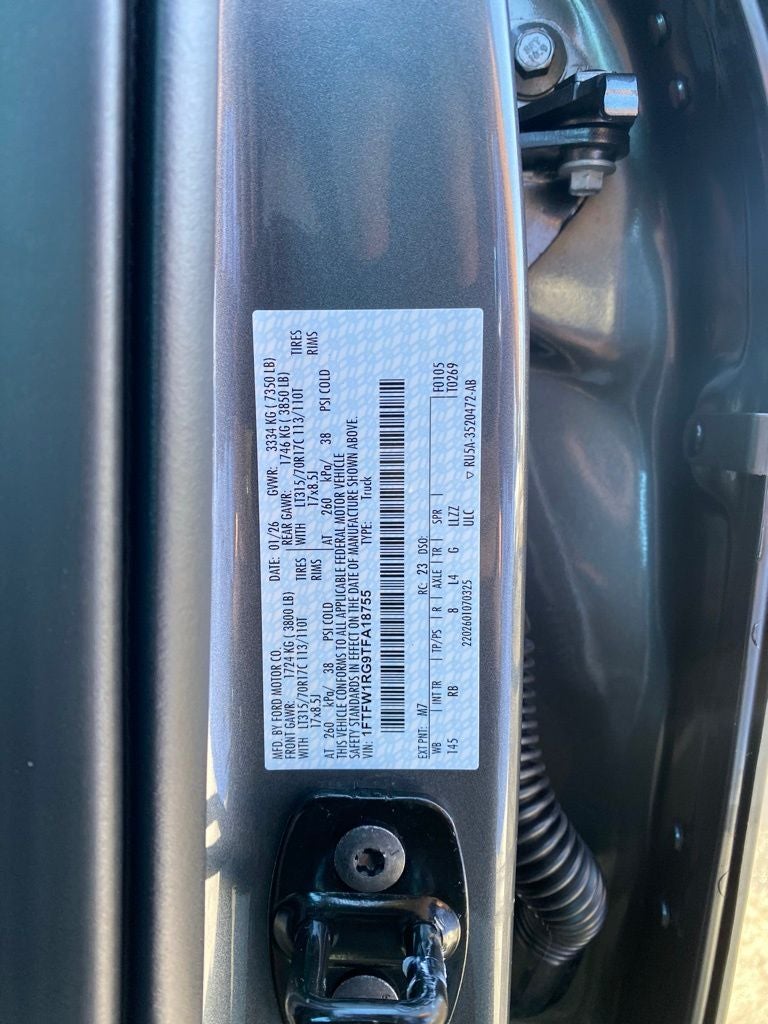 MFD. BY FORD MOTOR CO. DATE: 01/26 GVWR: 3334 KG ( 7350 LB)
FRONT GAWR: 1724 KG ( 3800 LB) REAR GAWR: 1746 KG ( 3850 LB)
WITH LT315/70R17C 113/110T TIRES WITH LT315/70R17C 113/110T TIRES
17x8.5J RIMS 17x8.5J RIMS
AT 260 kPa/ 38 PSI COLD AT 260 kPa/ 38 PSI COLD
THIS VEHICLE CONFORMS TO ALL APPLICABLE FEDERAL MOTOR VEHICLE
SAFETY STANDARDS IN EFFECT ON THE DATE OF MANUFACTURE SHOWN ABOVE.
VIN: 1FTFW1RG9TFA18755 TYPE: Truck
EXT PNT: M7 RC: 23 DSO: F0105
WB INT TR TP/PS R AXLE TR SPR T0269
145 RB 8 L4 G LLZZ
2202601070325 ULC ▽ RU5A-3520472-AB
10.9